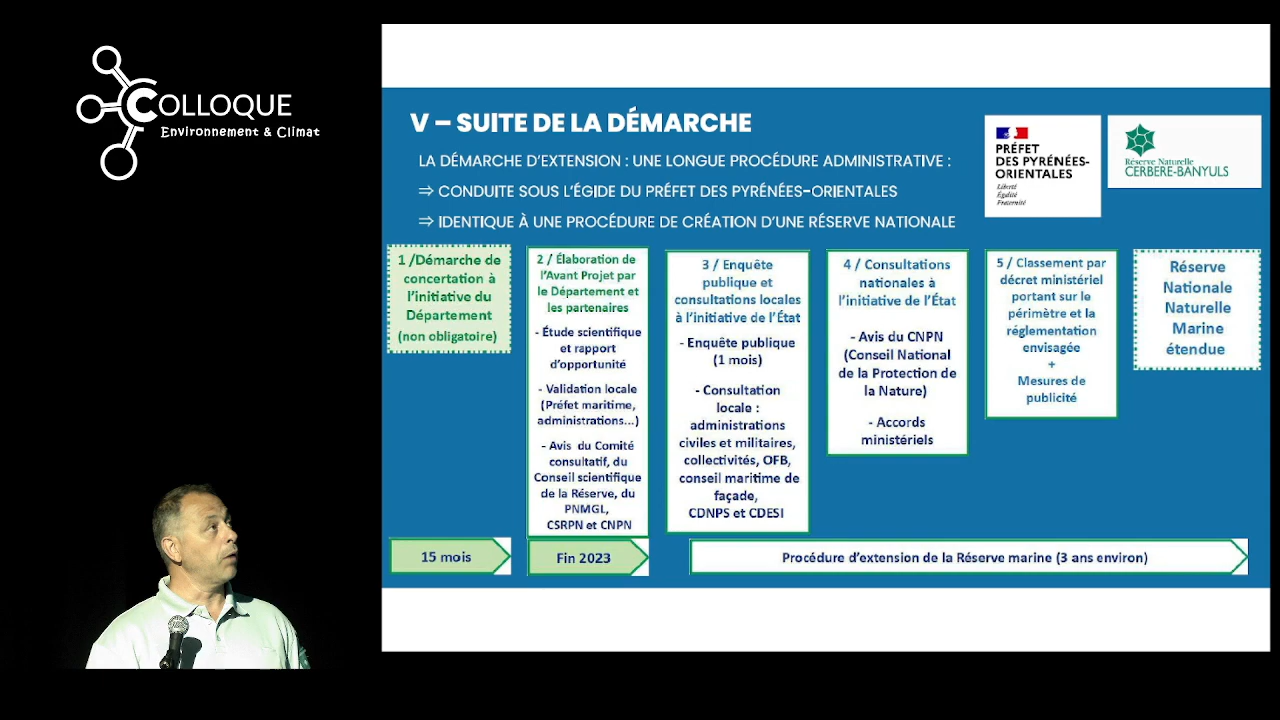 COLLOQUE
Environnement & Climat
V – SUITE DE LA DÉMARCHE
LA DÉMARCHE D'EXTENSION : UNE LONGUE PROCÉDURE ADMINISTRATIVE :
⇒ CONDUITE SOUS L'ÉGIDE DU PRÉFET DES PYRÉNÉES-ORIENTALES
⇒ IDENTIQUE À UNE PROCÉDURE DE CRÉATION D'UNE RÉSERVE NATIONALE
PRÉFET
DES PYRÉNÉES-
ORIENTALES
Liberté
Égalité
Fraternité
Réserve Naturelle
CERBERE-BANYULS
1 /Démarche de
concertation à
l'initiative du
Département
(non obligatoire)
2 / Élaboration de
l'Avant Projet par
le Département et
les partenaires
- Étude scientifique
et rapport
d'opportunité
- Validation locale
(Préfet maritime,
administrations...)
- Avis du Comité
consultatif, du
Conseil scientifique
de la Réserve, du
PNMGL,
CSRPN et CNPN
3 / Enquête
publique et
consultations locales
à l'initiative de l'État
- Enquête publique
(1 mois)
- Consultation
locale :
administrations
civiles et militaires,
collectivités, OFB,
conseil maritime de
façade,
CDNPS et CDESI
4 / Consultations
nationales à
l'initiative de l'État
- Avis du CNPN
(Conseil National
de la Protection de
la Nature)
- Accords
ministériels
5 / Classement par
décret ministériel
portant sur le
périmètre et la
réglementation
envisagée
+
Mesures de
publicité
Réserve
Nationale
Naturelle
Marine
étendue
15 mois
Fin 2023
Procédure d'extension de la Réserve marine (3 ans environ)